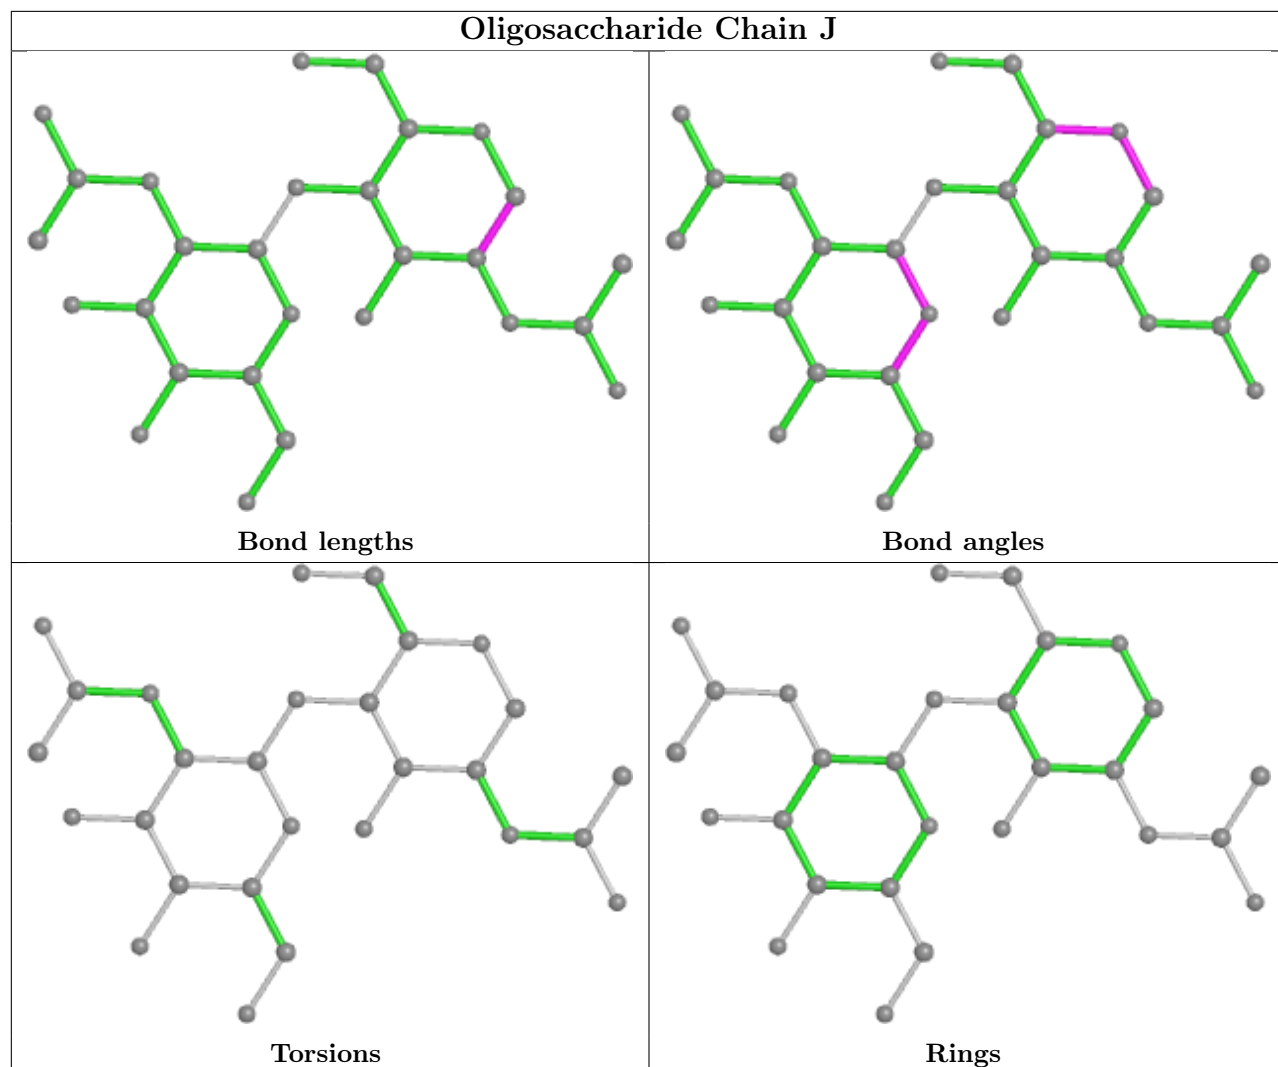 Oligosaccharide Chain J
Bond lengths
Bond angles
Torsions
Rings